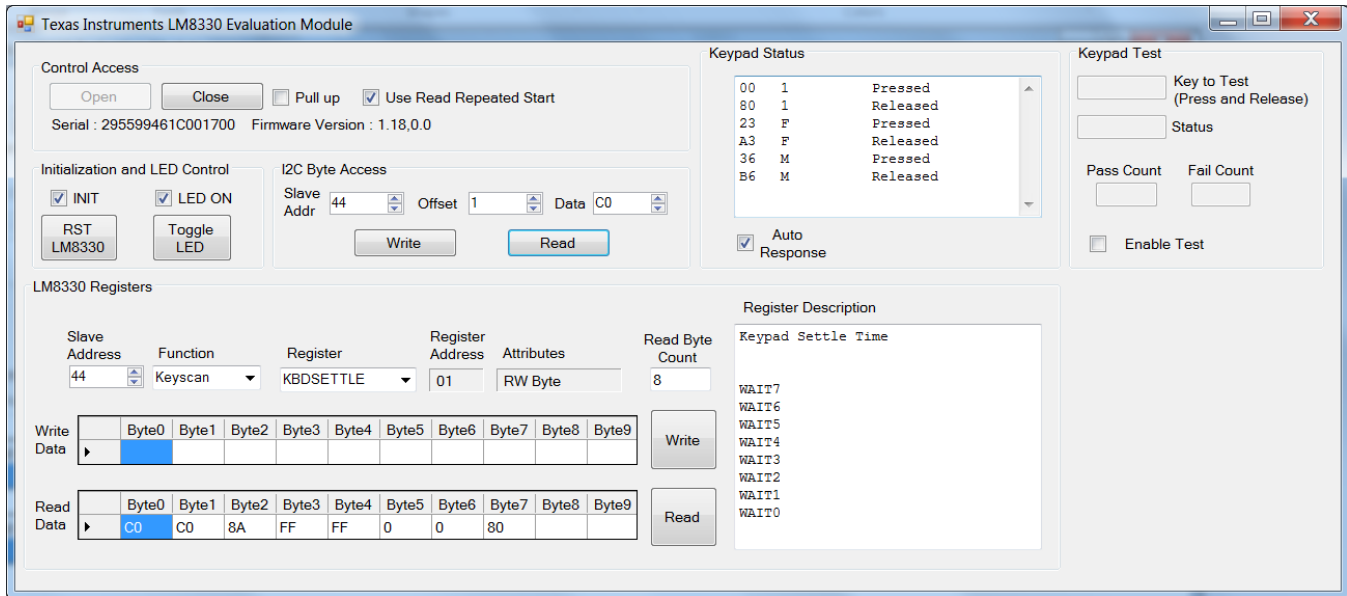 Texas Instruments LM8330 Evaluation Module
Control Access
Open Close Pull up Use Read Repeated Start
Serial : 295599461C001700 Firmware Version : 1.18,0.0
Initialization and LED Control
INIT LED ON
RST LM8330
Toggle LED
I2C Byte Access
Slave Addr 44 Offset 1 Data C0
Write Read
Keypad Status
00 1 Pressed
80 1 Released
23 F Pressed
A3 F Released
36 M Pressed
B6 M Released
Auto Response
Keypad Test
Key to Test
(Press and Release)
Status
Pass Count Fail Count
Enable Test
LM8330 Registers
Slave Address Function Register Register Address Attributes Read Byte Count
44 Keyscan KBDSETTLE 01 RW Byte 8
Write Data
Byte0 Byte1 Byte2 Byte3 Byte4 Byte5 Byte6 Byte7 Byte8 Byte9
Write
Read Data
Byte0 Byte1 Byte2 Byte3 Byte4 Byte5 Byte6 Byte7 Byte8 Byte9
C0 C0 8A FF FF 0 0 80
Read
Register Description
Keypad Settle Time
WAIT7
WAIT6
WAIT5
WAIT4
WAIT3
WAIT2
WAIT1
WAIT0